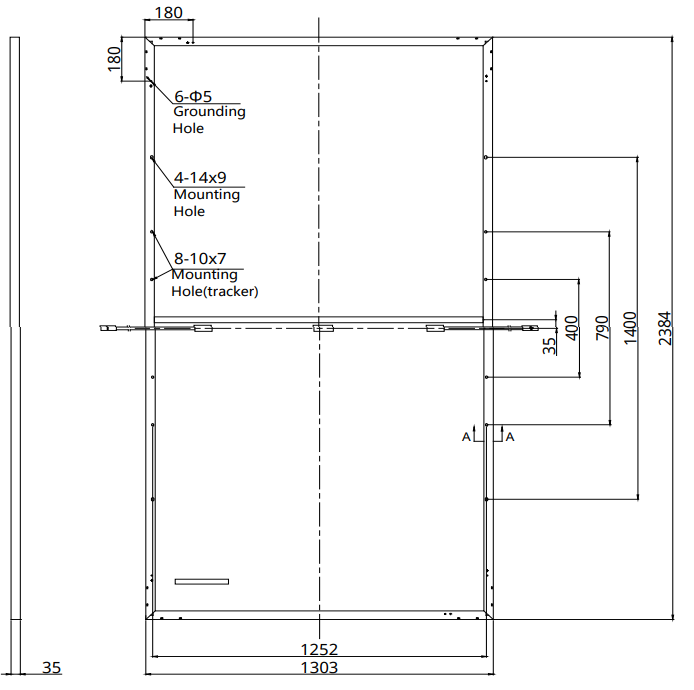 180
180
6-Φ5
Grounding
Hole
4-14x9
Mounting
Hole
8-10x7
Mounting
Hole(tracker)
35
400
790
1400
2384
A
A
1252
1303
35